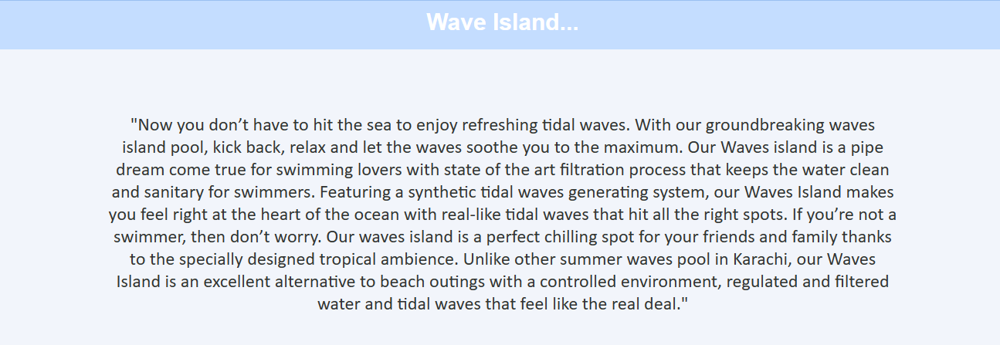 Wave Island...
"Now you don’t have to hit the sea to enjoy refreshing tidal waves. With our groundbreaking waves
island pool, kick back, relax and let the waves soothe you to the maximum. Our Waves island is a pipe
dream come true for swimming lovers with state of the art filtration process that keeps the water clean
and sanitary for swimmers. Featuring a synthetic tidal waves generating system, our Waves Island makes
you feel right at the heart of the ocean with real-like tidal waves that hit all the right spots. If you’re not a
swimmer, then don’t worry. Our waves island is a perfect chilling spot for your friends and family thanks
to the specially designed tropical ambience. Unlike other summer waves pool in Karachi, our Waves
Island is an excellent alternative to beach outings with a controlled environment, regulated and filtered
water and tidal waves that feel like the real deal."